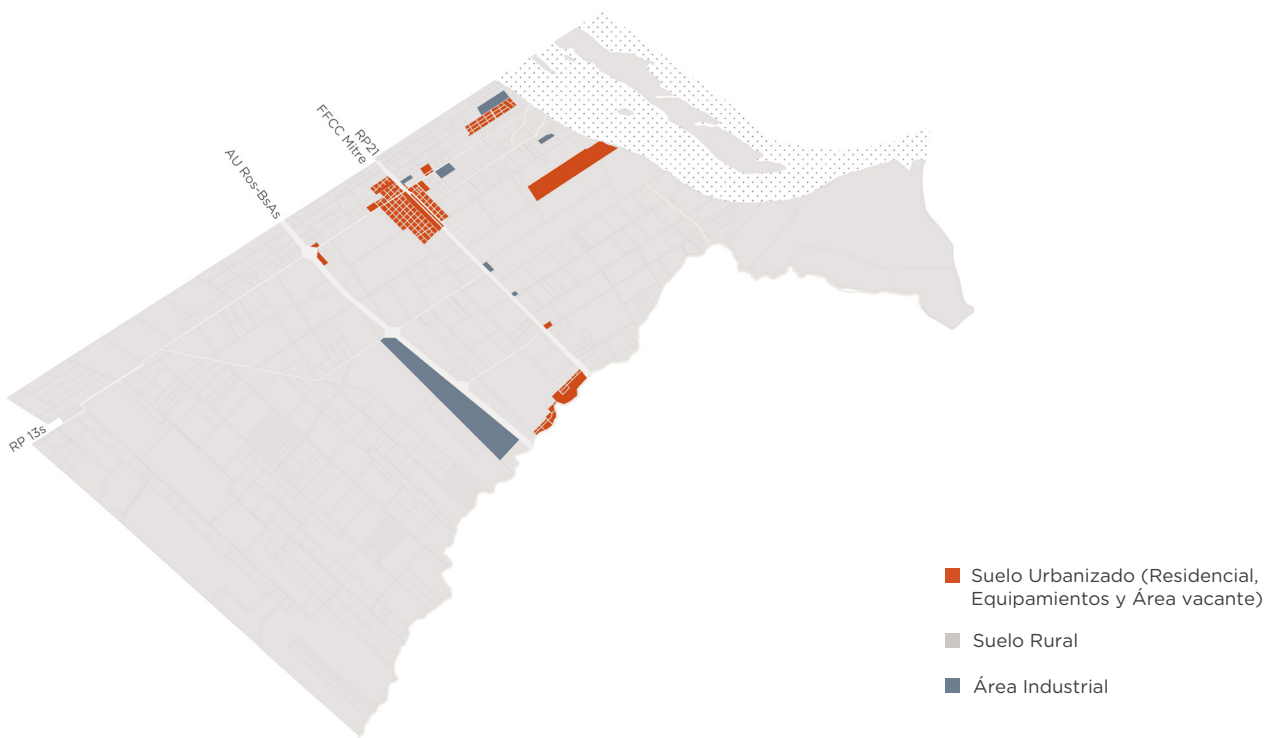 RP21
FFCC Mitre
AU Ros-BsAs
RP 13s
Suelo Urbanizado (Residencial,
Equipamientos y Área vacante)
Suelo Rural
Área Industrial